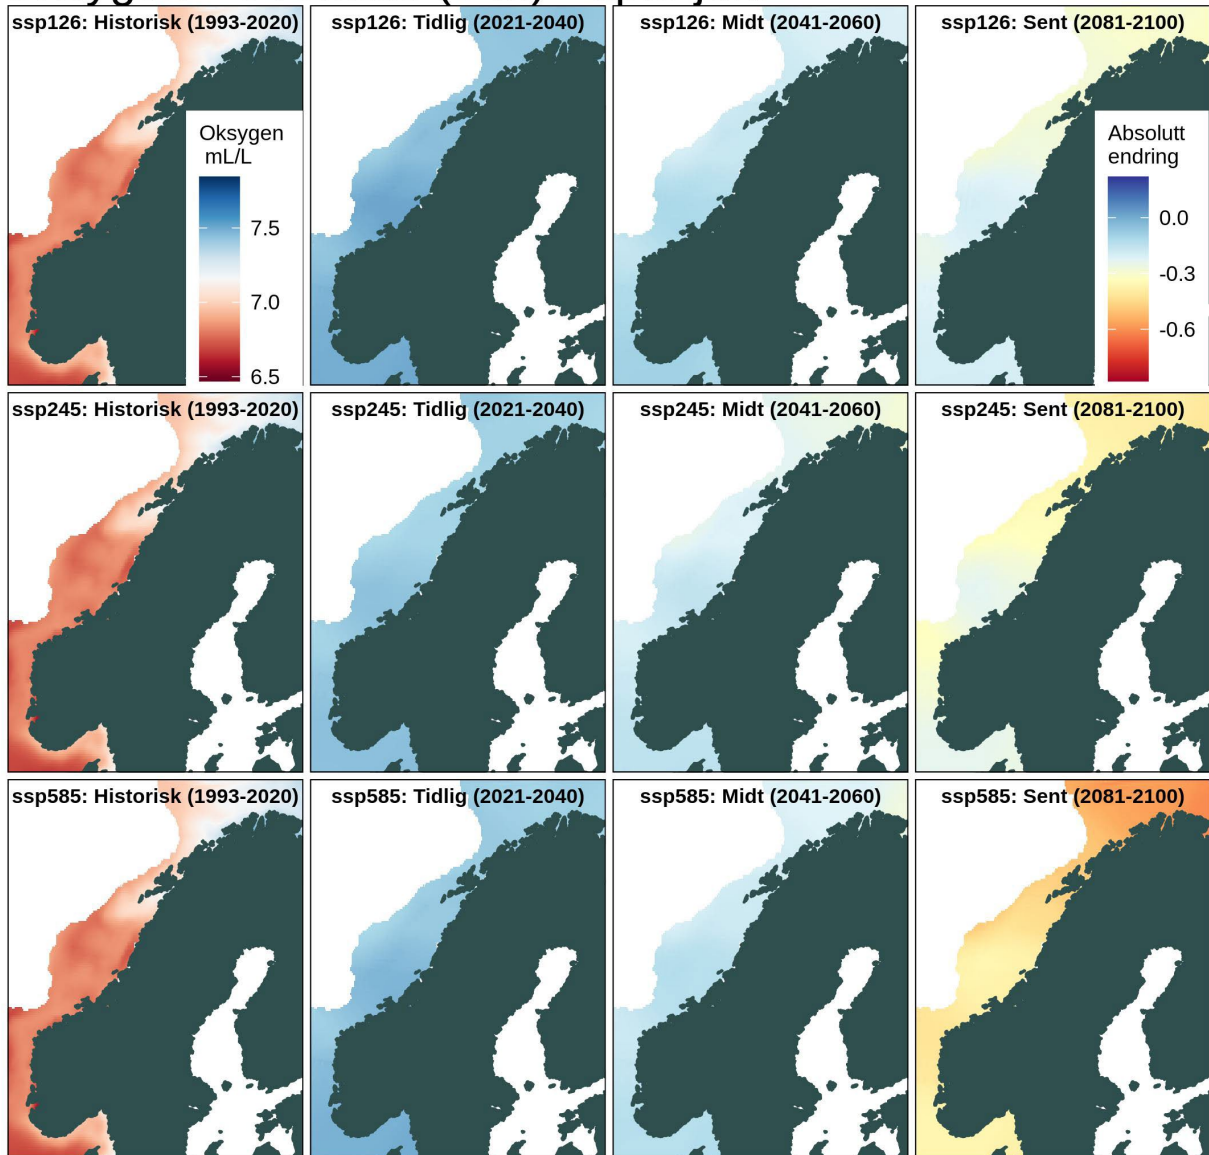 ssp126: Historisk (1993-2020)
ssp126: Tidlig (2021-2040)
ssp126: Midt (2041-2060)
ssp126: Sent (2081-2100)
Oksygen
mL/L
7.5
7.0
6.5
Absolutt
endring
0.0
-0.3
-0.6
ssp245: Historisk (1993-2020)
ssp245: Tidlig (2021-2040)
ssp245: Midt (2041-2060)
ssp245: Sent (2081-2100)
ssp585: Historisk (1993-2020)
ssp585: Tidlig (2021-2040)
ssp585: Midt (2041-2060)
ssp585: Sent (2081-2100)